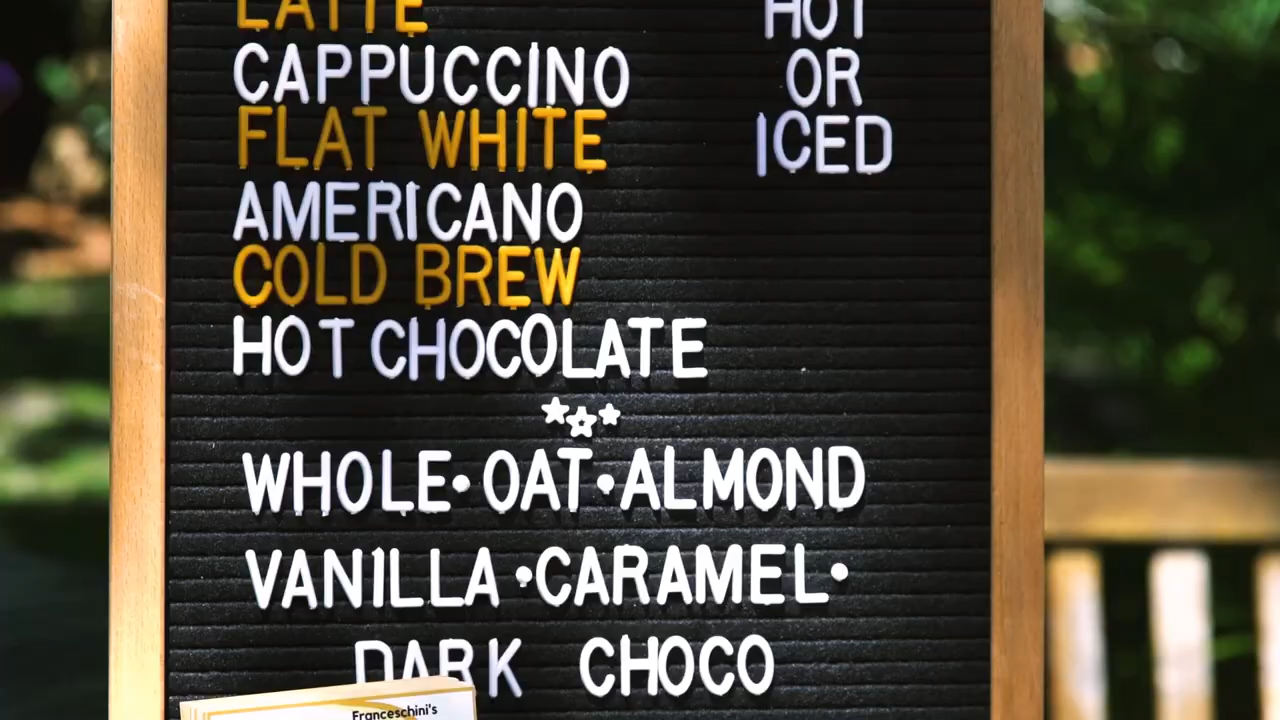 LATTE
CAPPUCCINO
FLAT WHITE
AMERICANO
COLD BREW
HOT CHOCOLATE
HOT
OR
ICED
WHOLE•OAT•ALMOND
VANILLA•CARAMEL•
DARK CHOCO
Franceschini's